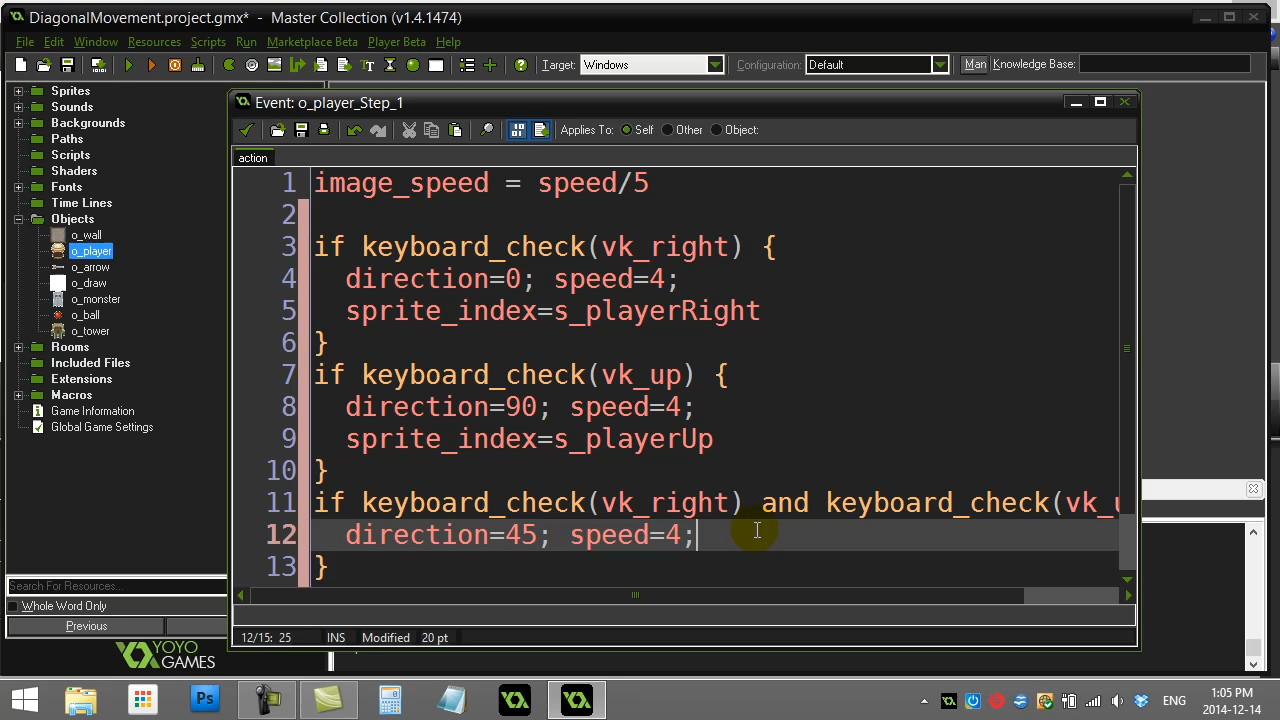 DiagonalMovement.project.gmx* - Master Collection (v1.4.1474)
File Edit Window Resources Scripts Run Marketplace Beta Player Beta Help
Target: Windows Configuration: Default Man Knowledge Base:
Sprites
Sounds
Backgrounds
Paths
Scripts
Shaders
Fonts
Time Lines
Objects
o_wall
o_player
o_arrow
o_draw
o_monster
o_ball
o_tower
Rooms
Included Files
Extensions
Macros
Game Information
Global Game Settings
Search For Resources...
Whole Word Only
Previous
YOYO
GAMES
Event: o_player_Step_1
Applies To: Self Other Object:
action
1 image_speed = speed/5
2
3 if keyboard_check(vk_right) {
4 direction=0; speed=4;
5 sprite_index=s_playerRight
6 }
7 if keyboard_check(vk_up) {
8 direction=90; speed=4;
9 sprite_index=s_playerUp
10 }
11 if keyboard_check(vk_right) and keyboard_check(vk_u
12 direction=45; speed=4;
13 }
12/15: 25 INS Modified 20 pt
Ps
ENG
1:05 PM
2014-12-14